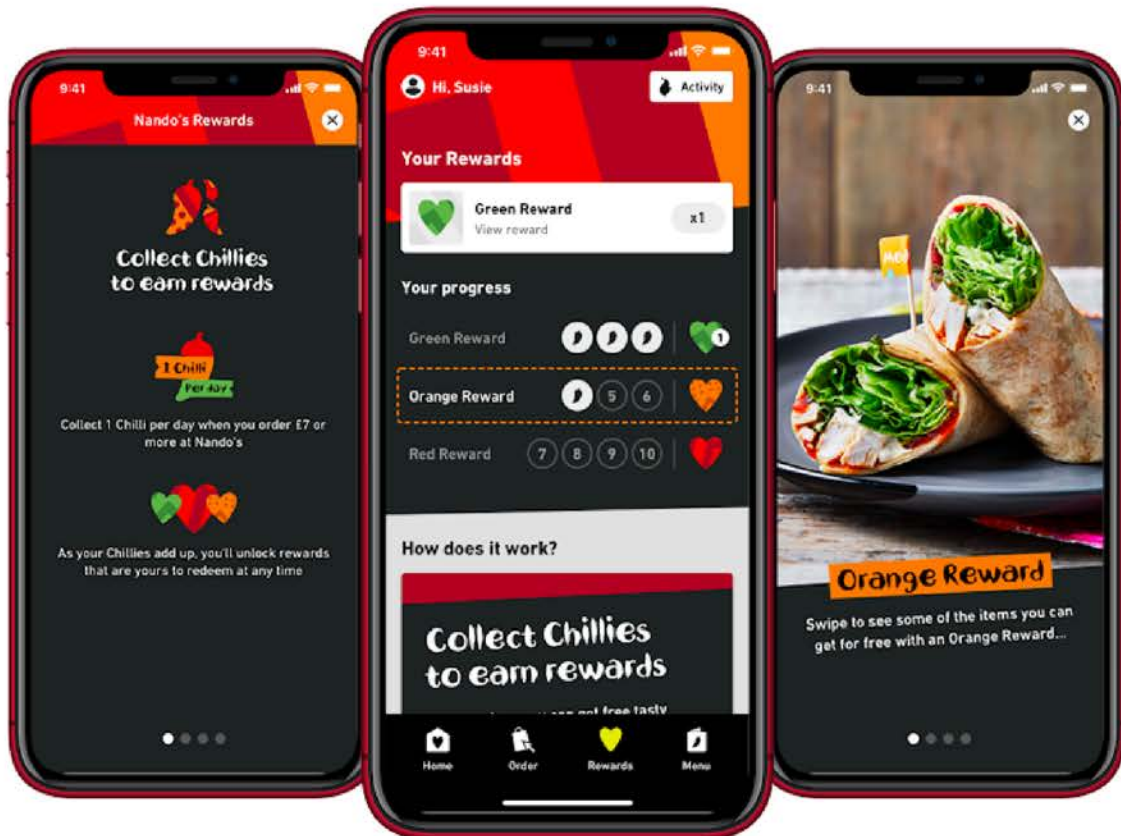 9:41
Nando's Rewards
Collect Chillies
to earn rewards
1 Chilli
Per day
Collect 1 Chilli per day when you order £7 or
more at Nando's
As your Chillies add up, you'll unlock rewards
that are yours to redeem at any time
9:41
Hi, Susie
Activity
Your Rewards
Green Reward
x1
View reward
Your progress
Green Reward
1
Orange Reward
5 6
Red Reward
7 8 9 10
How does it work?
Collect Chillies
to earn rewards
get free tasty
Home
Order
Rewards
Menu
9:41
Orange Reward
Swipe to see some of the items you can
get for free with an Orange Reward...